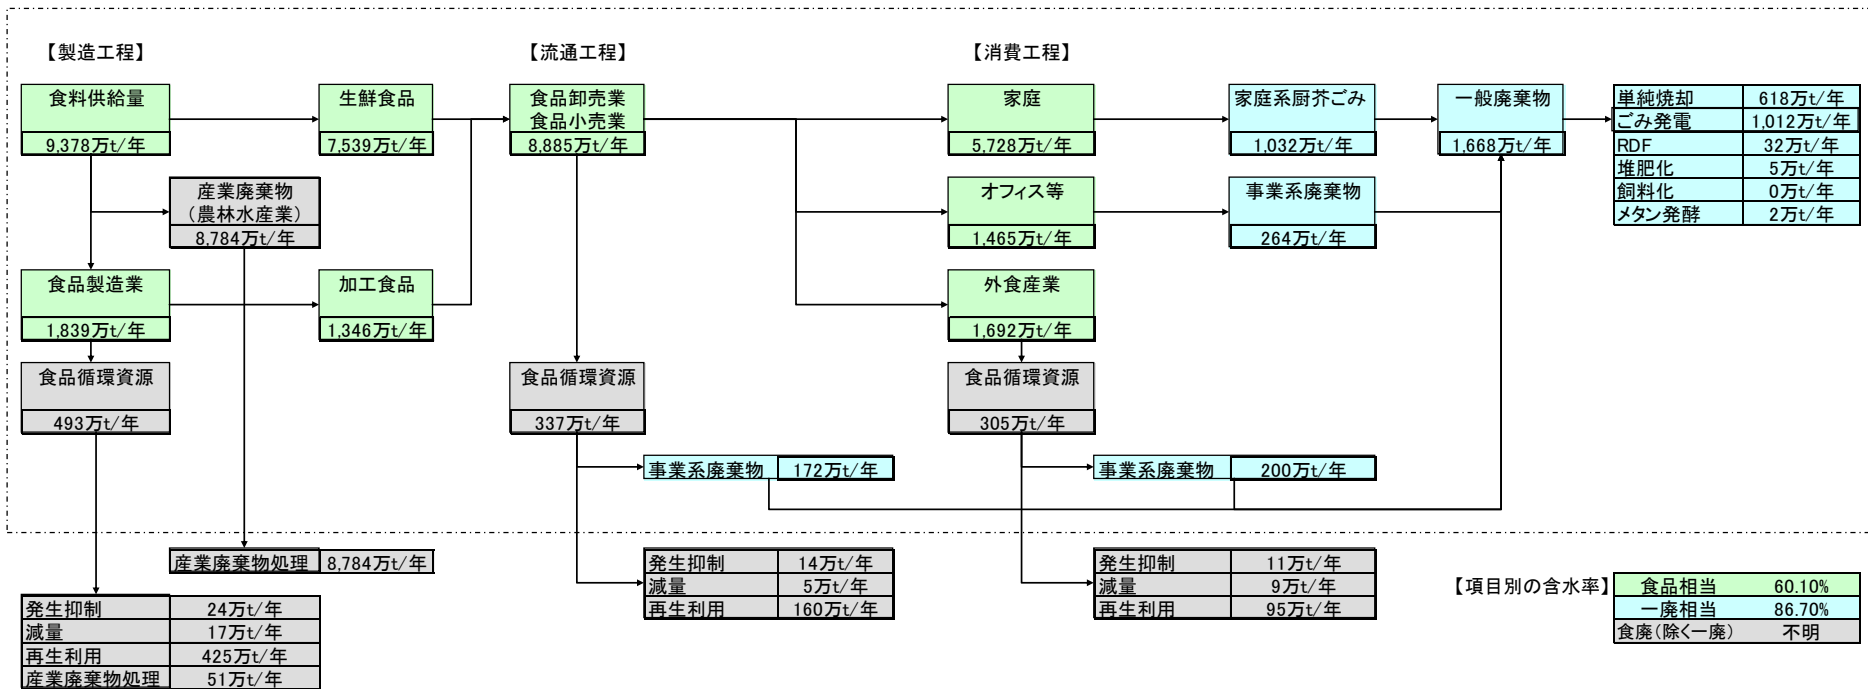 【製造工程】
【流通工程】
【消費工程】
食料供給量
9,378万t/年
生鮮食品
7,539万t/年
食品卸売業
食品小売業
8,885万t/年
家庭
5,728万t/年
家庭系厨芥ごみ
1,032万t/年
一般廃棄物
1,668万t/年
単純焼却 618万t/年
ごみ発電 1,012万t/年
RDF 32万t/年
堆肥化 5万t/年
飼料化 0万t/年
メタン発酵 2万t/年
産業廃棄物
（農林水産業）
8,784万t/年
オフィス等
1,465万t/年
事業系廃棄物
264万t/年
食品製造業
1,839万t/年
加工食品
1,346万t/年
外食産業
1,692万t/年
食品循環資源
493万t/年
食品循環資源
337万t/年
食品循環資源
305万t/年
事業系廃棄物 172万t/年
事業系廃棄物 200万t/年
産業廃棄物処理 8,784万t/年
発生抑制 24万t/年
減量 17万t/年
再生利用 425万t/年
産業廃棄物処理 51万t/年
発生抑制 14万t/年
減量 5万t/年
再生利用 160万t/年
発生抑制 11万t/年
減量 9万t/年
再生利用 95万t/年
【項目別の含水率】
食品相当 60.10%
一廃相当 86.70%
食廃（除く一廃） 不明